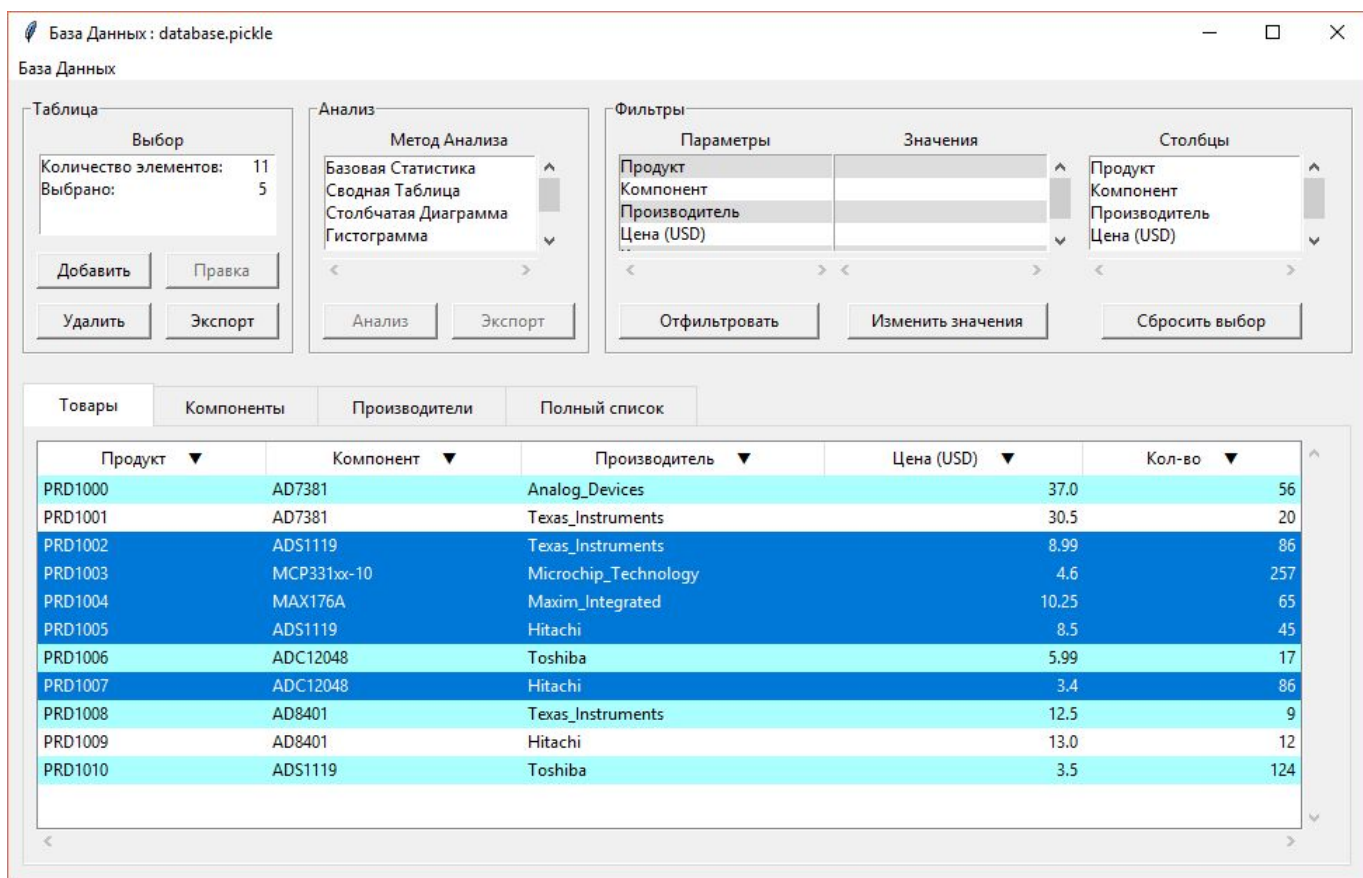 База Данных : database.pickle
База Данных
Таблица
Выбор
Количество элементов: 11
Выбрано: 5
Добавить Правка
Удалить Экспорт
Анализ
Метод Анализа
Базовая Статистика
Сводная Таблица
Столбчатая Диаграмма
Гистограмма
Анализ Экспорт
Фильтры
Параметры Значения Столбцы
Продукт Продукт
Компонент Компонент
Производитель Производитель
Цена (USD) Цена (USD)
Отфильтровать Изменить значения Сбросить выбор
Товары Компоненты Производители Полный список
Продукт ▼ Компонент ▼ Производитель ▼ Цена (USD) ▼ Кол-во ▼
PRD1000 AD7381 Analog_Devices 37.0 56
PRD1001 AD7381 Texas_Instruments 30.5 20
PRD1002 ADS1119 Texas_Instruments 8.99 86
PRD1003 MCP331xx-10 Microchip_Technology 4.6 257
PRD1004 MAX176A Maxim_Integrated 10.25 65
PRD1005 ADS1119 Hitachi 8.5 45
PRD1006 ADC12048 Toshiba 5.99 17
PRD1007 ADC12048 Hitachi 3.4 86
PRD1008 AD8401 Texas_Instruments 12.5 9
PRD1009 AD8401 Hitachi 13.0 12
PRD1010 ADS1119 Toshiba 3.5 124